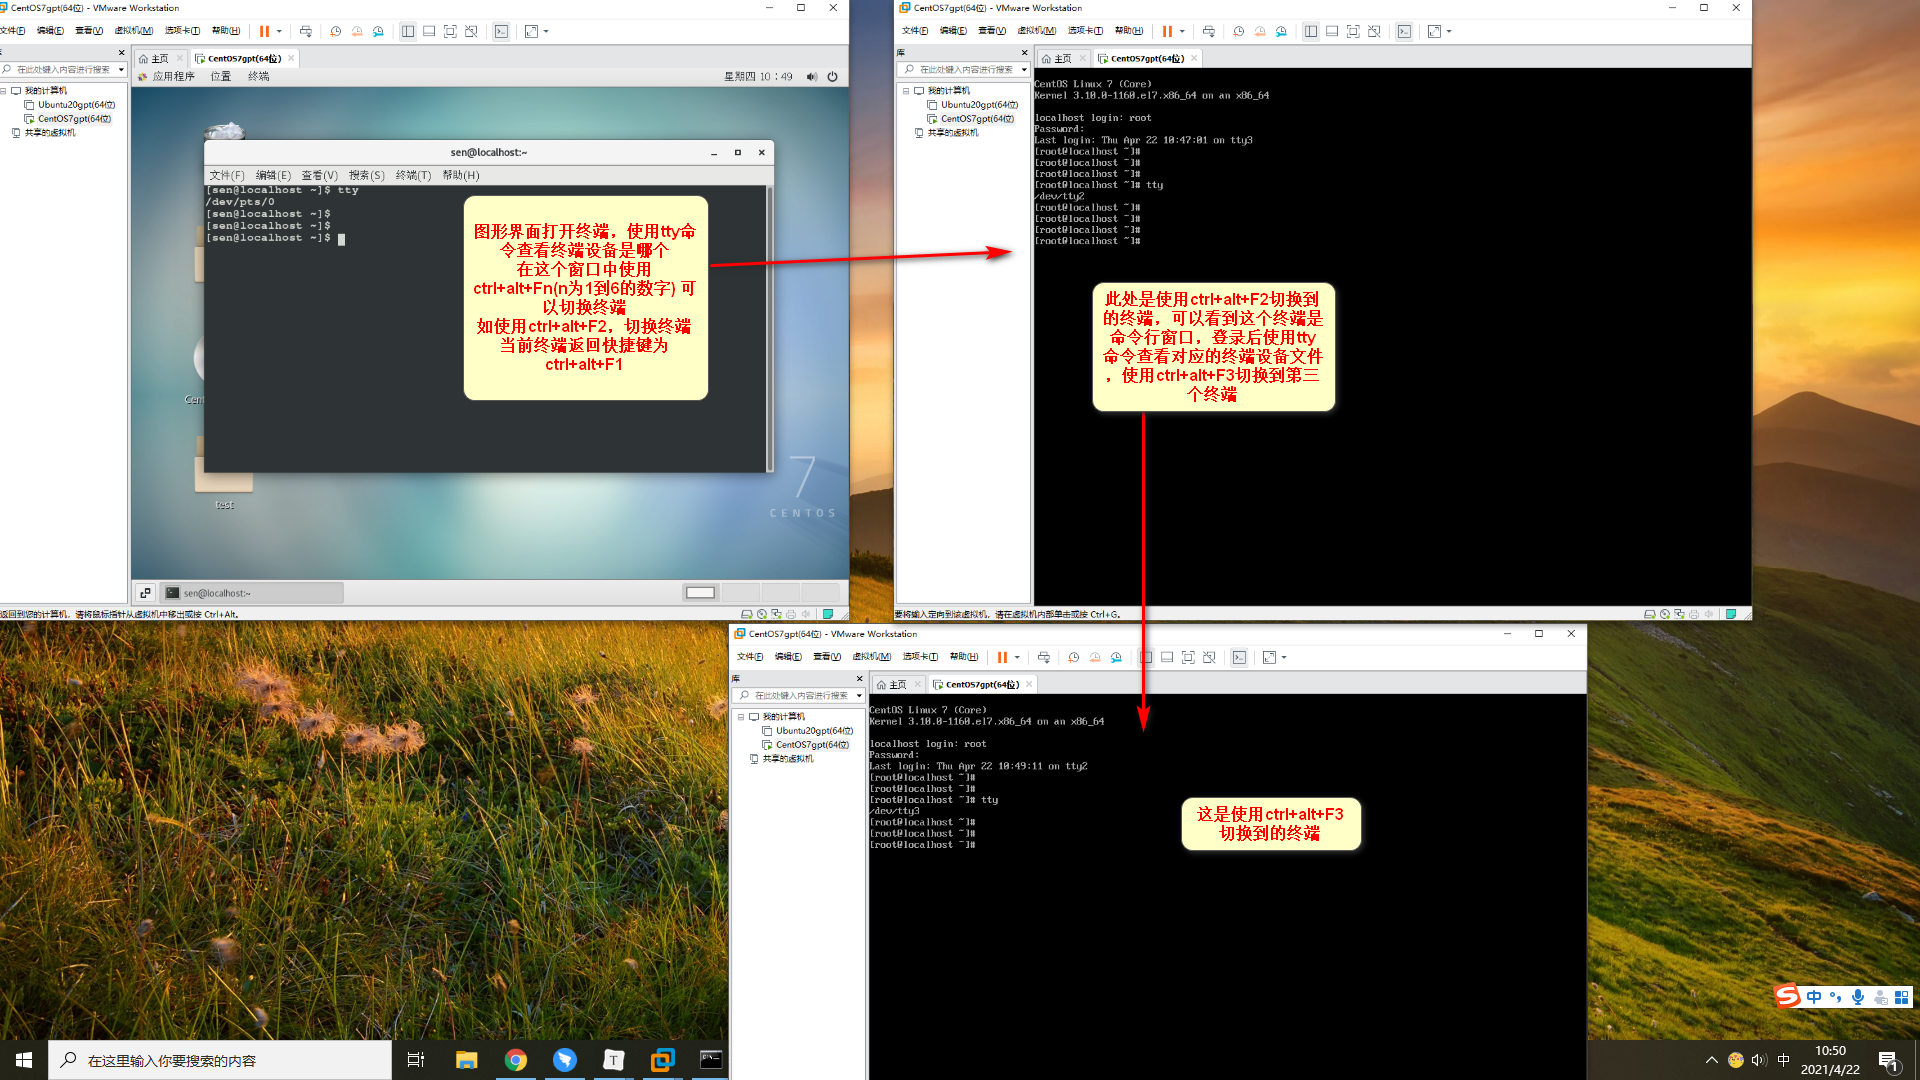 CentOS7gpt(64位) - VMware Workstation
文件(F) 编辑(E) 查看(V) 虚拟机(M) 选项卡(T) 帮助(H)
在此处键入内容进行搜索
我的计算机
Ubuntu20gpt(64位)
CentOS7gpt(64位)
共享的虚拟机
主页 CentOS7gpt(64位)
应用程序 位置 终端
星期四 10:49
sen@localhost:~
文件(F) 编辑(E) 查看(V) 搜索(S) 终端(T) 帮助(H)
[sen@localhost ~]$ tty
/dev/pts/0
[sen@localhost ~]$
[sen@localhost ~]$
[sen@localhost ~]$
图形界面打开终端，使用tty命
令查看终端设备是哪个
在这个窗口中使用
ctrl+alt+Fn(n为1到6的数字) 可
以切换终端
如使用ctrl+alt+F2，切换终端
当前终端返回快捷键为
ctrl+alt+F1
Cent
test
7
CENTOS
sen@localhost:~
返回到您的计算机，请将鼠标指针从虚拟机中移出或按 Ctrl+Alt。
CentOS7gpt(64位) - VMware Workstation
文件(F) 编辑(E) 查看(V) 虚拟机(M) 选项卡(T) 帮助(H)
库
在此处键入内容进行搜索
我的计算机
Ubuntu20gpt(64位)
CentOS7gpt(64位)
共享的虚拟机
主页 CentOS7gpt(64位)
CentOS Linux 7 (Core)
Kernel 3.10.0-1160.el7.x86_64 on an x86_64
localhost login: root
Password:
Last login: Thu Apr 22 10:47:01 on tty3
[root@localhost ~]#
[root@localhost ~]#
[root@localhost ~]#
[root@localhost ~]# tty
/dev/tty2
[root@localhost ~]#
[root@localhost ~]#
[root@localhost ~]#
[root@localhost ~]#
此处是使用ctrl+alt+F2切换到
的终端，可以看到这个终端是
命令行窗口，登录后使用tty
命令查看对应的终端设备文件
，使用ctrl+alt+F3切换到第三
个终端
要将输入定向到该虚拟机，请在虚拟机内部单击或按 Ctrl+G。
CentOS7gpt(64位) - VMware Workstation
文件(F) 编辑(E) 查看(V) 虚拟机(M) 选项卡(T) 帮助(H)
库
在此处键入内容进行搜索
我的计算机
Ubuntu20gpt(64位)
CentOS7gpt(64位)
共享的虚拟机
主页 CentOS7gpt(64位)
CentOS Linux 7 (Core)
Kernel 3.10.0-1160.el7.x86_64 on an x86_64
localhost login: root
Password:
Last login: Thu Apr 22 10:49:11 on tty2
[root@localhost ~]#
[root@localhost ~]#
[root@localhost ~]# tty
/dev/tty3
[root@localhost ~]#
[root@localhost ~]#
[root@localhost ~]#
这是使用ctrl+alt+F3
切换到的终端
中
在这里输入你要搜索的内容
T
中
10:50
2021/4/22
1